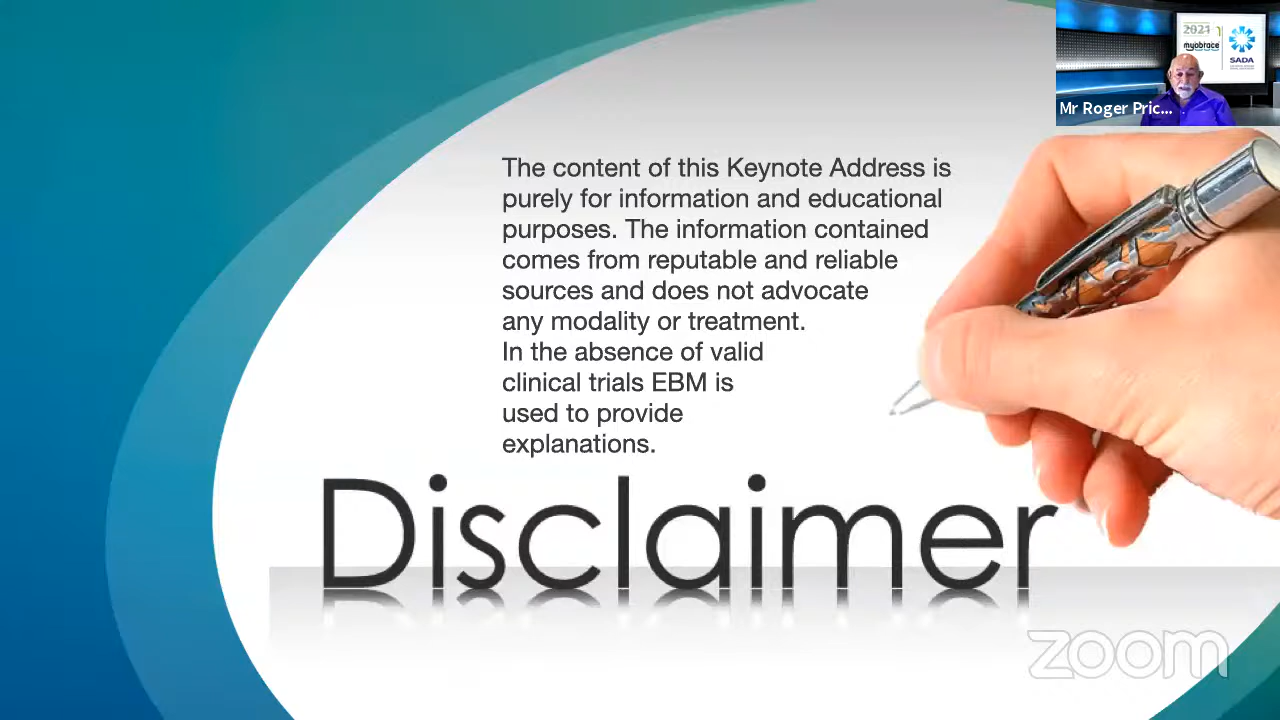 2021
myobrace
SADA
Mr Roger Pric...
The content of this Keynote Address is
purely for information and educational
purposes. The information contained
comes from reputable and reliable
sources and does not advocate
any modality or treatment.
In the absence of valid
clinical trials EBM is
used to provide
explanations.
Disclaimer
zoom